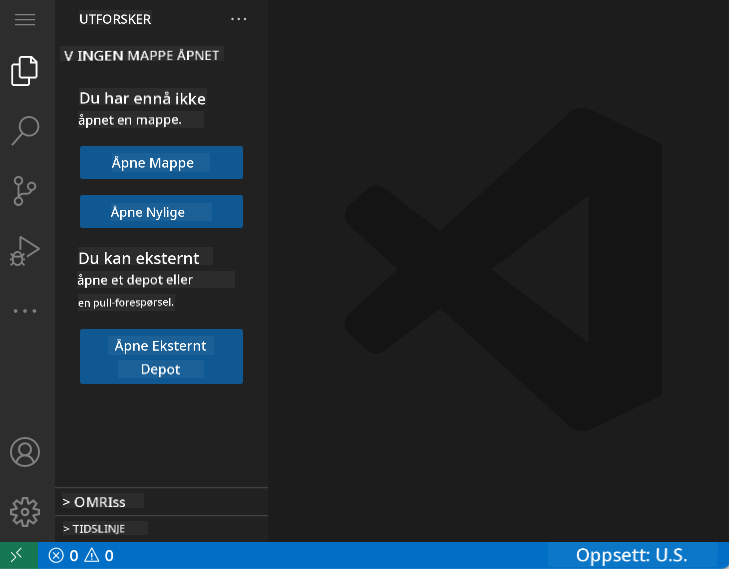 UTFORSKER
V INGEN MAPPE ÅPNET
Du har ennå ikke
åpnet en mappe.
Åpne Mappe
Åpne Nylige
Du kan eksternt
åpne et depot eller
en pull-forespørsel.
Åpne Eksternt
Depot
> OMRIss
> TIDSLINJE
0 0
Oppsett: U.S.